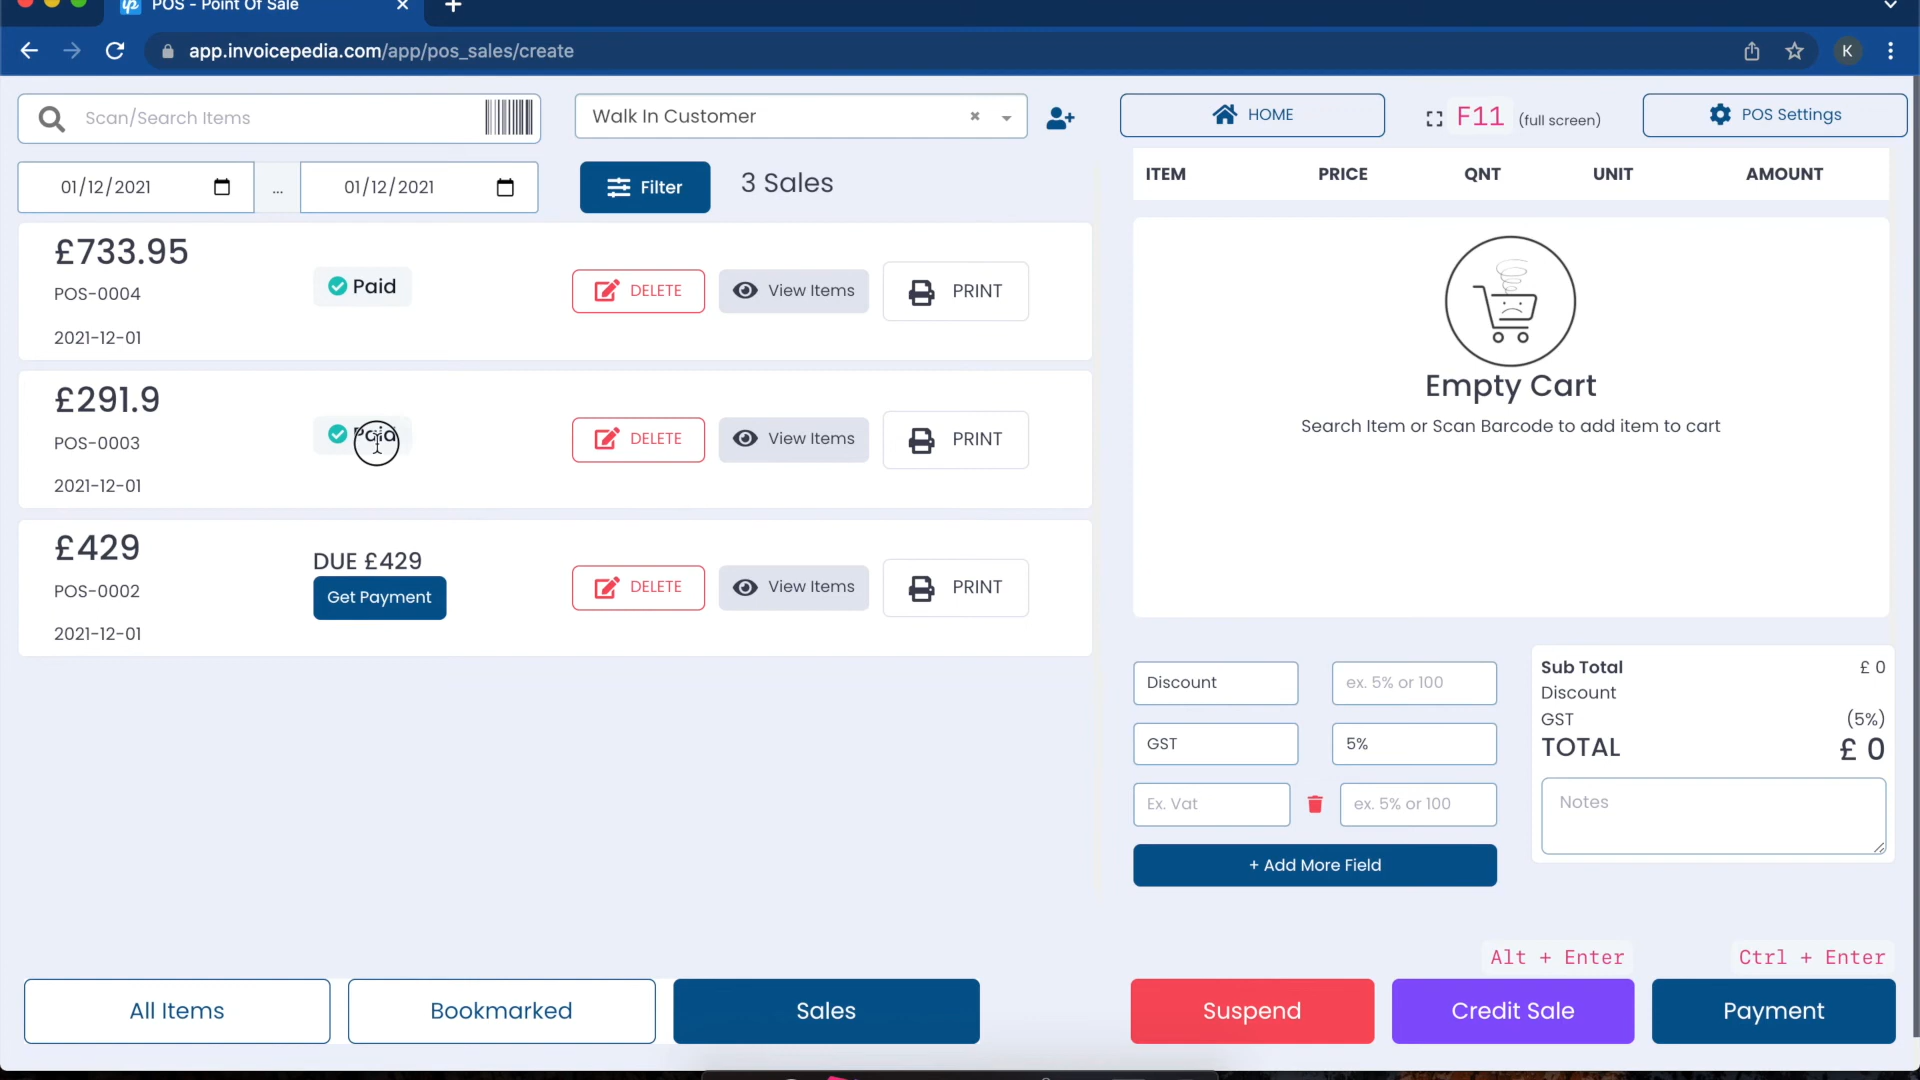 POS - Point Of Sale
app.invoicepedia.com/app/pos_sales/create
K
Scan/Search Items
Walk In Customer
HOME
F11 (full screen)
POS Settings
01/12/2021 ... 01/12/2021
Filter
3 Sales
ITEM PRICE QNT UNIT AMOUNT
£733.95
POS-0004
2021-12-01
Paid
DELETE
View Items
PRINT
£291.9
POS-0003
2021-12-01
Paid
DELETE
View Items
PRINT
£429
POS-0002
2021-12-01
DUE £429
Get Payment
DELETE
View Items
PRINT
Empty Cart
Search Item or Scan Barcode to add item to cart
Discount ex. 5% or 100
GST 5%
Ex. Vat ex. 5% or 100
+ Add More Field
Sub Total £ 0
Discount
GST (5%)
TOTAL £ 0
Notes
Alt + Enter
Ctrl + Enter
All Items
Bookmarked
Sales
Suspend
Credit Sale
Payment